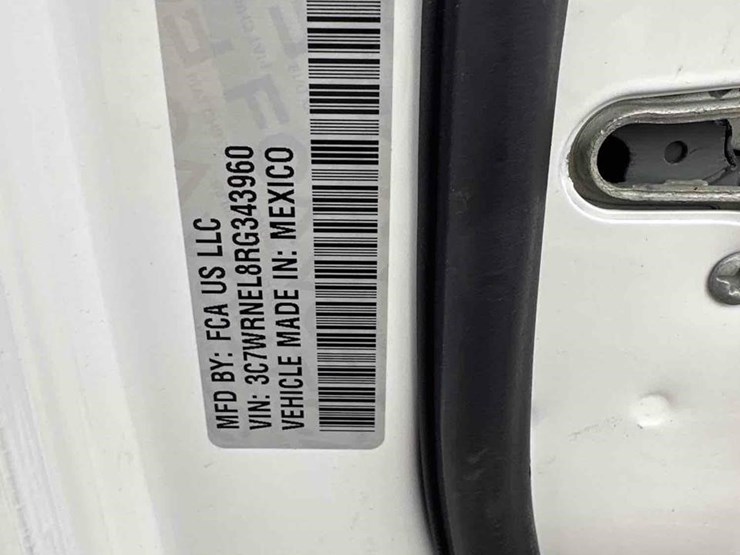 MFD BY: FCA US LLC
VIN: 3C7WRNEL8RG343960
VEHICLE MADE IN: MEXICO